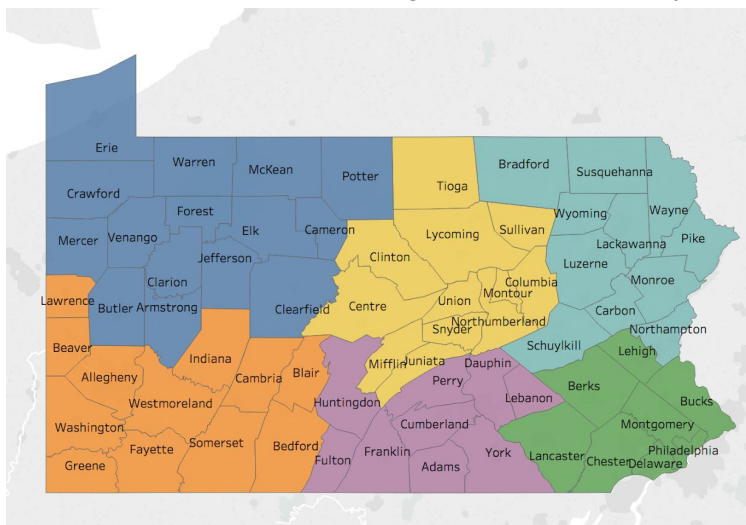 Erie
Warren
McKean
Potter
Tioga
Bradford
Susquehanna
Crawford
Forest
Wayne
Wyoming
Mercer
Venango
Elk
Cameron
Lycoming
Sullivan
Pike
Lackawanna
Jefferson
Clinton
Luzerne
Clarion
Columbia
Monroe
Lawrence
Butler
Armstrong
Clearfield
Centre
Union
Montour
Carbon
Snyder
Northumberland
Northampton
Beaver
Indiana
Schuylkill
Lehigh
Mifflin
Juniata
Dauphin
Allegheny
Cambria
Blair
Perry
Berks
Westmoreland
Huntingdon
Lebanon
Bucks
Washington
Cumberland
Montgomery
Fayette
Somerset
Bedford
Franklin
York
Philadelphia
Greene
Fulton
Adams
Lancaster
Chester
Delaware